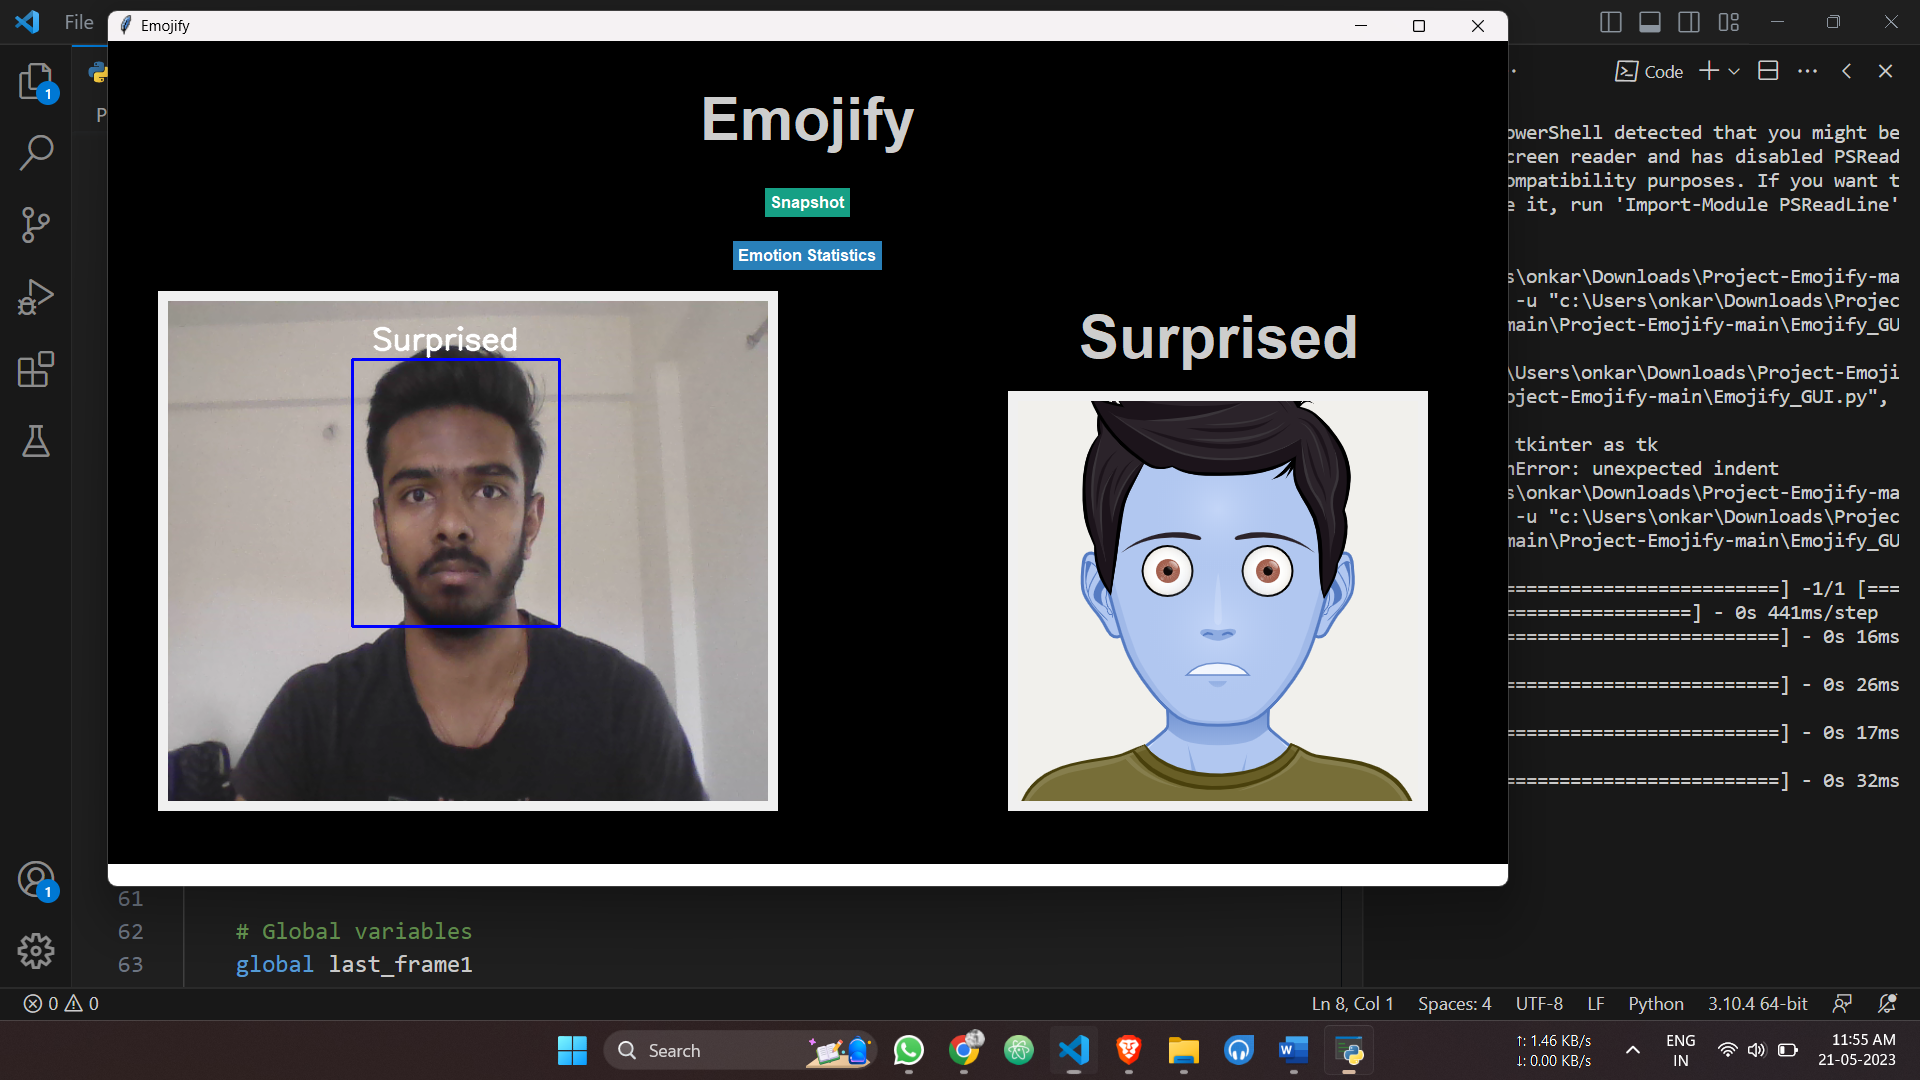 File
Emojify
1
P
Emojify
Snapshot
Emotion Statistics
Surprised
Surprised
Code
owerShell detected that you might be
creen reader and has disabled PSRead
ompatibility purposes. If you want t
e it, run 'Import-Module PSReadLine'
s\onkar\Downloads\Project-Emojify-ma
-u "c:\Users\onkar\Downloads\Projec
main\Project-Emojify-main\Emojify_GU
\Users\onkar\Downloads\Project-Emoji
oject-Emojify-main\Emojify_GUI.py",
tkinter as tk
nError: unexpected indent
s\onkar\Downloads\Project-Emojify-ma
-u "c:\Users\onkar\Downloads\Projec
main\Project-Emojify-main\Emojify_GU
==========================] -1/1 [===
==================] - 0s 441ms/step
==========================] - 0s 16ms
==========================] - 0s 26ms
==========================] - 0s 17ms
==========================] - 0s 32ms
1
61
62 # Global variables
63 global last_frame1
0 0
Ln 8, Col 1 Spaces: 4 UTF-8 LF Python 3.10.4 64-bit
Search
↑: 1.46 KB/s
↓: 0.00 KB/s
ENG
IN
11:55 AM
21-05-2023